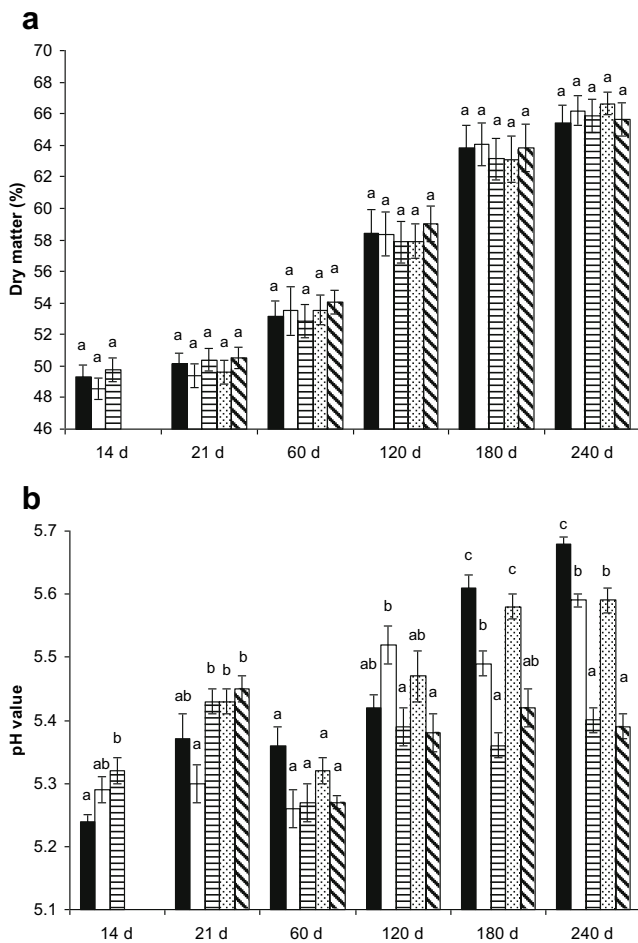 a
70
68
66
64
62
60
58
56
54
52
50
48
46
Dry matter (%)
a a a
a a a a a
a a a a a
a a a a a
a a a a a
a a a a a
14 d 21 d 60 d 120 d 180 d 240 d
b
5.7
5.6
5.5
5.4
5.3
5.2
5.1
pH value
a ab b
ab a b b b
a a a a a
ab b a ab a
c b a c ab
c b a b a
14 d 21 d 60 d 120 d 180 d 240 d